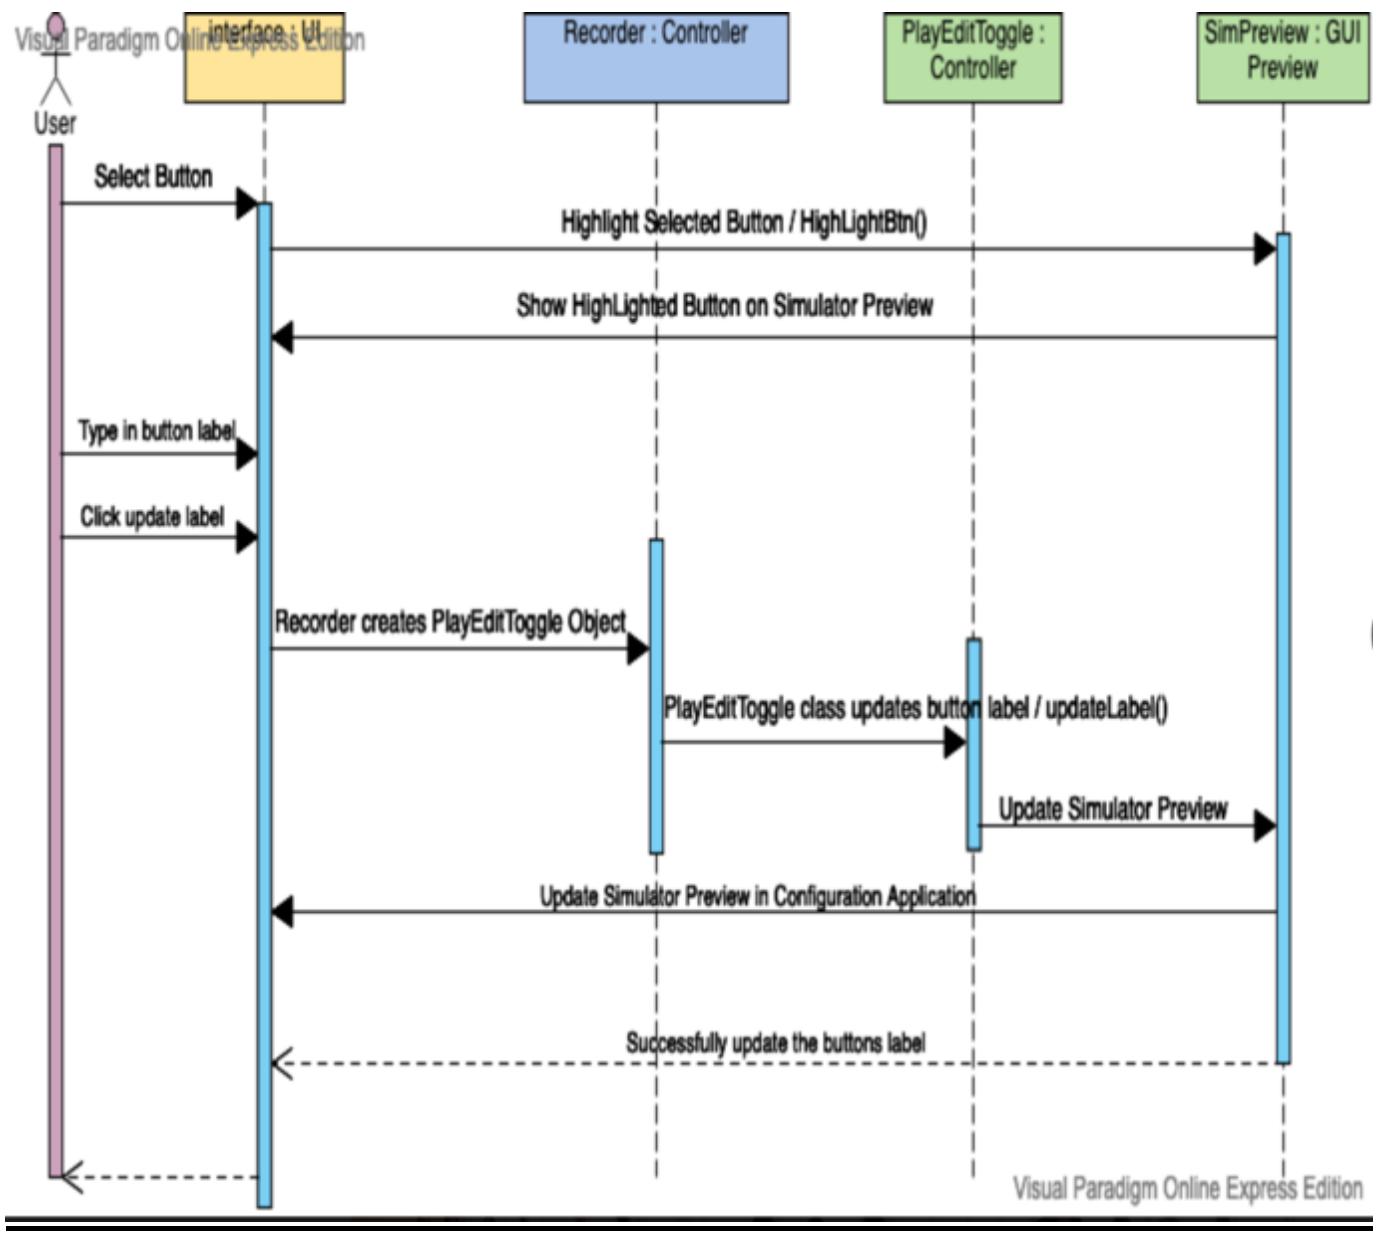 Visual Paradigm Online Express Edition
interface : UI
Recorder : Controller
PlayEditToggle :
Controller
SimPreview : GUI
Preview
User
Select Button
Highlight Selected Button / HighLightBtn()
Show HighLighted Button on Simulator Preview
Type in button label
Click update label
Recorder creates PlayEditToggle Object
PlayEditToggle class updates button label / updateLabel()
Update Simulator Preview
Update Simulator Preview in Configuration Application
Successfully update the buttons label
Visual Paradigm Online Express Edition